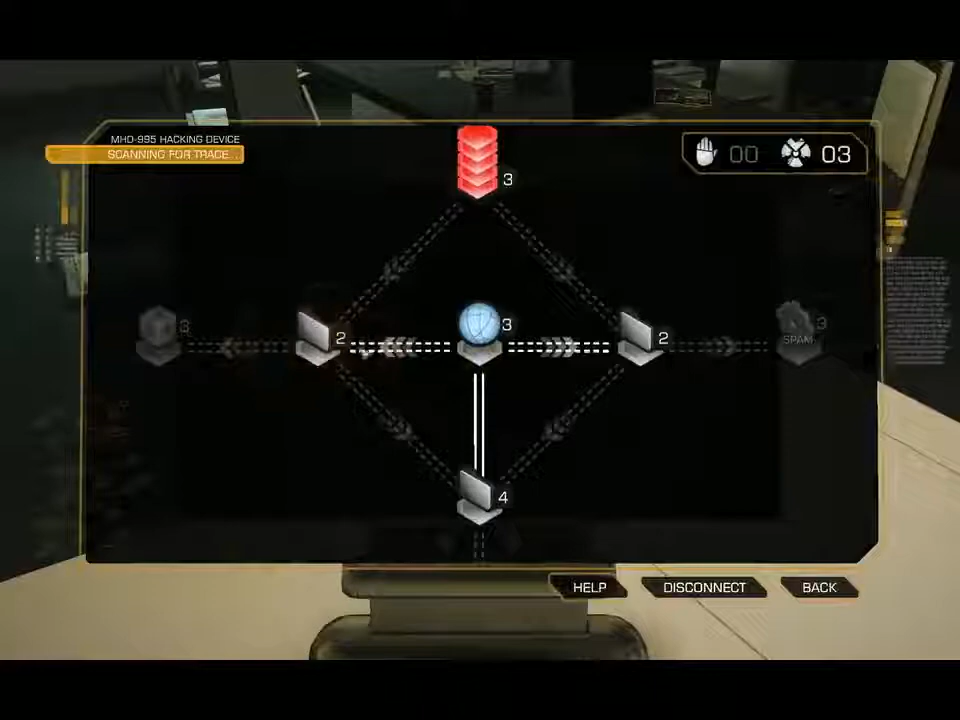 MHD-995 HACKING DEVICE
SCANNING FOR TRACE...
3
00
03
3
2
3
2
3
SPAM
4
HELP
DISCONNECT
BACK